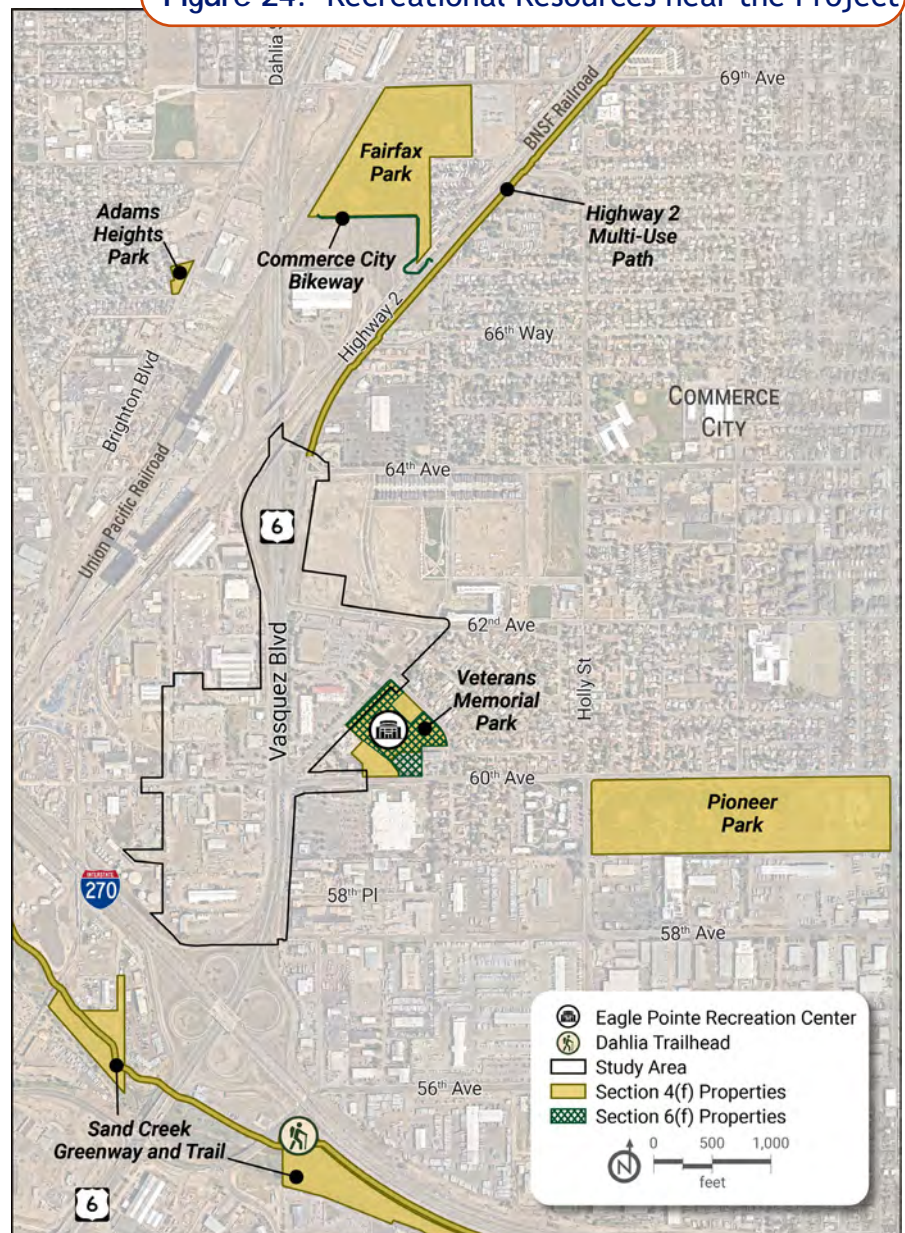 Figure 24: Recreational Resources near the Project
Dahlia S
69th Ave
BNSF Railroad
Fairfax
Park
Adams
Heights
Park
Highway 2
Multi-Use
Path
Commerce City
Bikeway
Highway 2
66th Way
Brighton Blvd
COMMERCE
CITY
64th Ave
Union Pacific Railroad
6
62nd Ave
Vasquez Blvd
Veterans
Memorial
Park
Holly St
60th Ave
Pioneer
Park
INTERSTATE
270
58th Pl
58th Ave
Eagle Pointe Recreation Center
Dahlia Trailhead
Study Area
Section 4(f) Properties
Section 6(f) Properties
N
0 500 1,000
feet
56th Ave
Sand Creek
Greenway and Trail
6